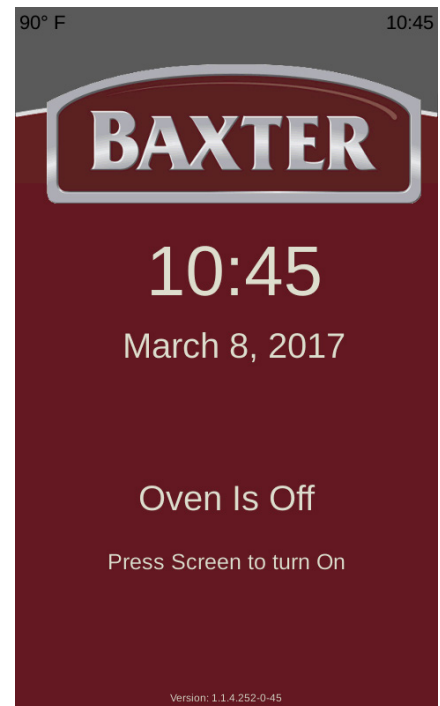 90° F 10:45
BAXTER
10:45
March 8, 2017
Oven Is Off
Press Screen to turn On
Version: 1.1.4.252-0-45